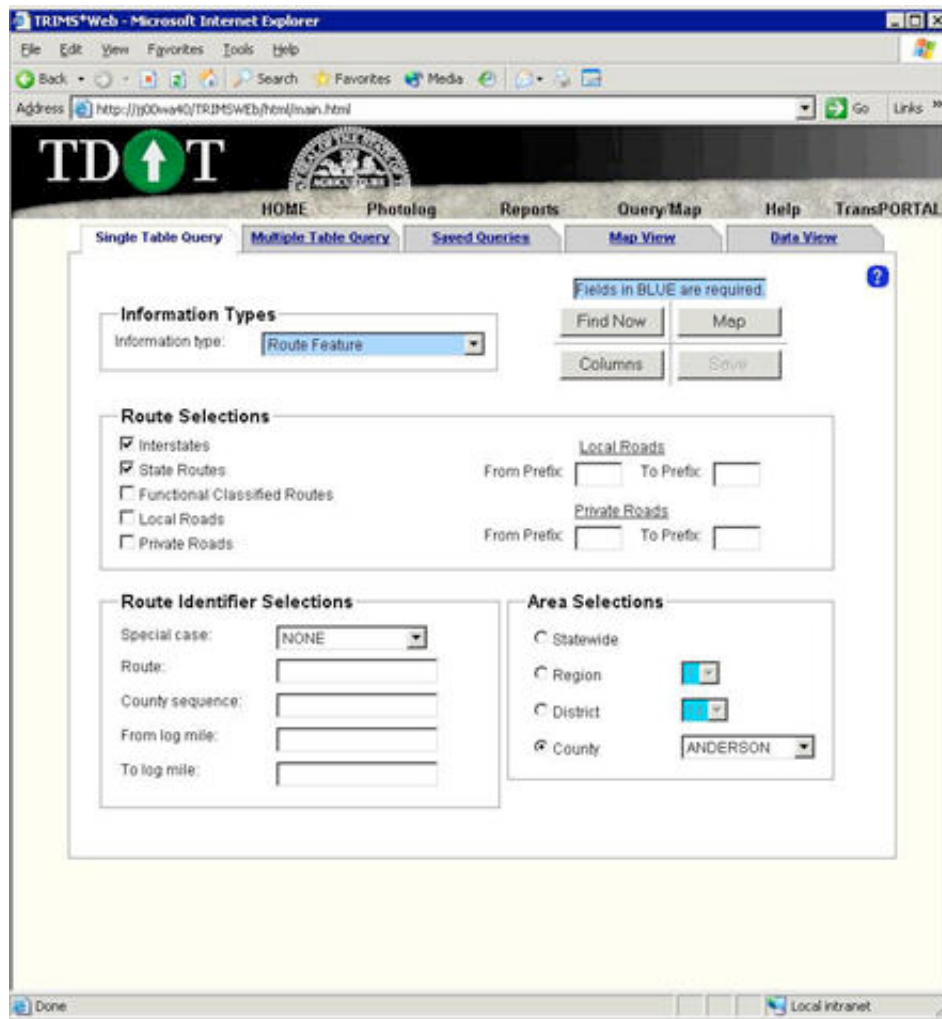 TRIMS*Web - Microsoft Internet Explorer
File Edit View Favorites Tools Help
Back Search Favorites Media
Address http://jj00wa40/TRIMSWEb/html/main.html Go Links »
TDOT
AGRICULTURE
HOME Photolog Reports Query/Map Help TransPORTAL
Single Table Query Multiple Table Query Saved Queries Map View Data View
?
Fields in BLUE are required.
Find Now Map
Columns Save
Information Types
Information type: Route Feature
Route Selections
Interstates
State Routes
Functional Classified Routes
Local Roads
Private Roads
Local Roads
From Prefix: To Prefix:
Private Roads
From Prefix: To Prefix:
Route Identifier Selections
Special case: NONE
Route:
County sequence:
From log mile:
To log mile:
Area Selections
Statewide
Region
District
County ANDERSON
Done Local intranet